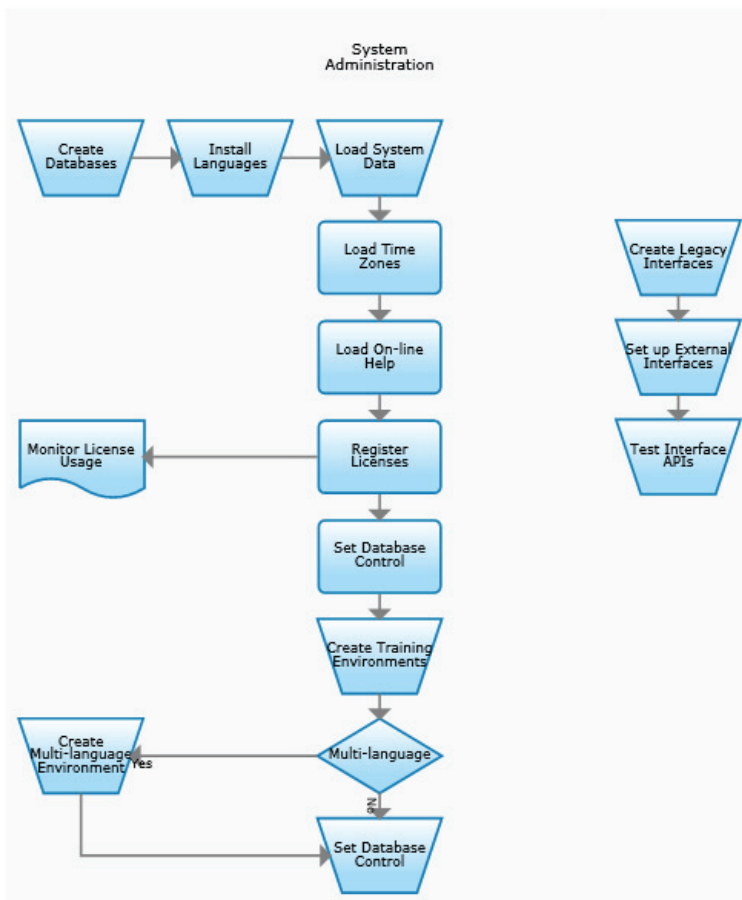 System
Administration
Create
Databases
Install
Languages
Load System
Data
Load Time
Zones
Create Legacy
Interfaces
Load On-line
Help
Set up External
Interfaces
Monitor License
Usage
Register
Licenses
Test Interface
APIs
Set Database
Control
Create Training
Environments
Create
Multi-language
Environment
Yes
Multi-language
No
Set Database
Control